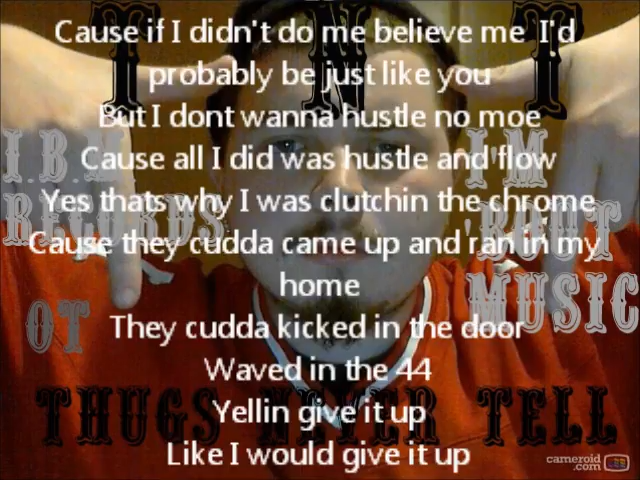 T N T
Cause if I didn't do me believe me I'd
probably be just like you
But I dont wanna hustle no moe
Cause all I did was hustle and flow
Yes thats why I was clutchin the chrome
Cause they cudda came up and ran in my
home
They cudda kicked in the door
Waved in the 44
Yellin give it up
Like I would give it up
I.B.M
RECORDS
OT
I'M
'BOUT
MUSIC
THUGS NEVER TELL
cameroid
.com